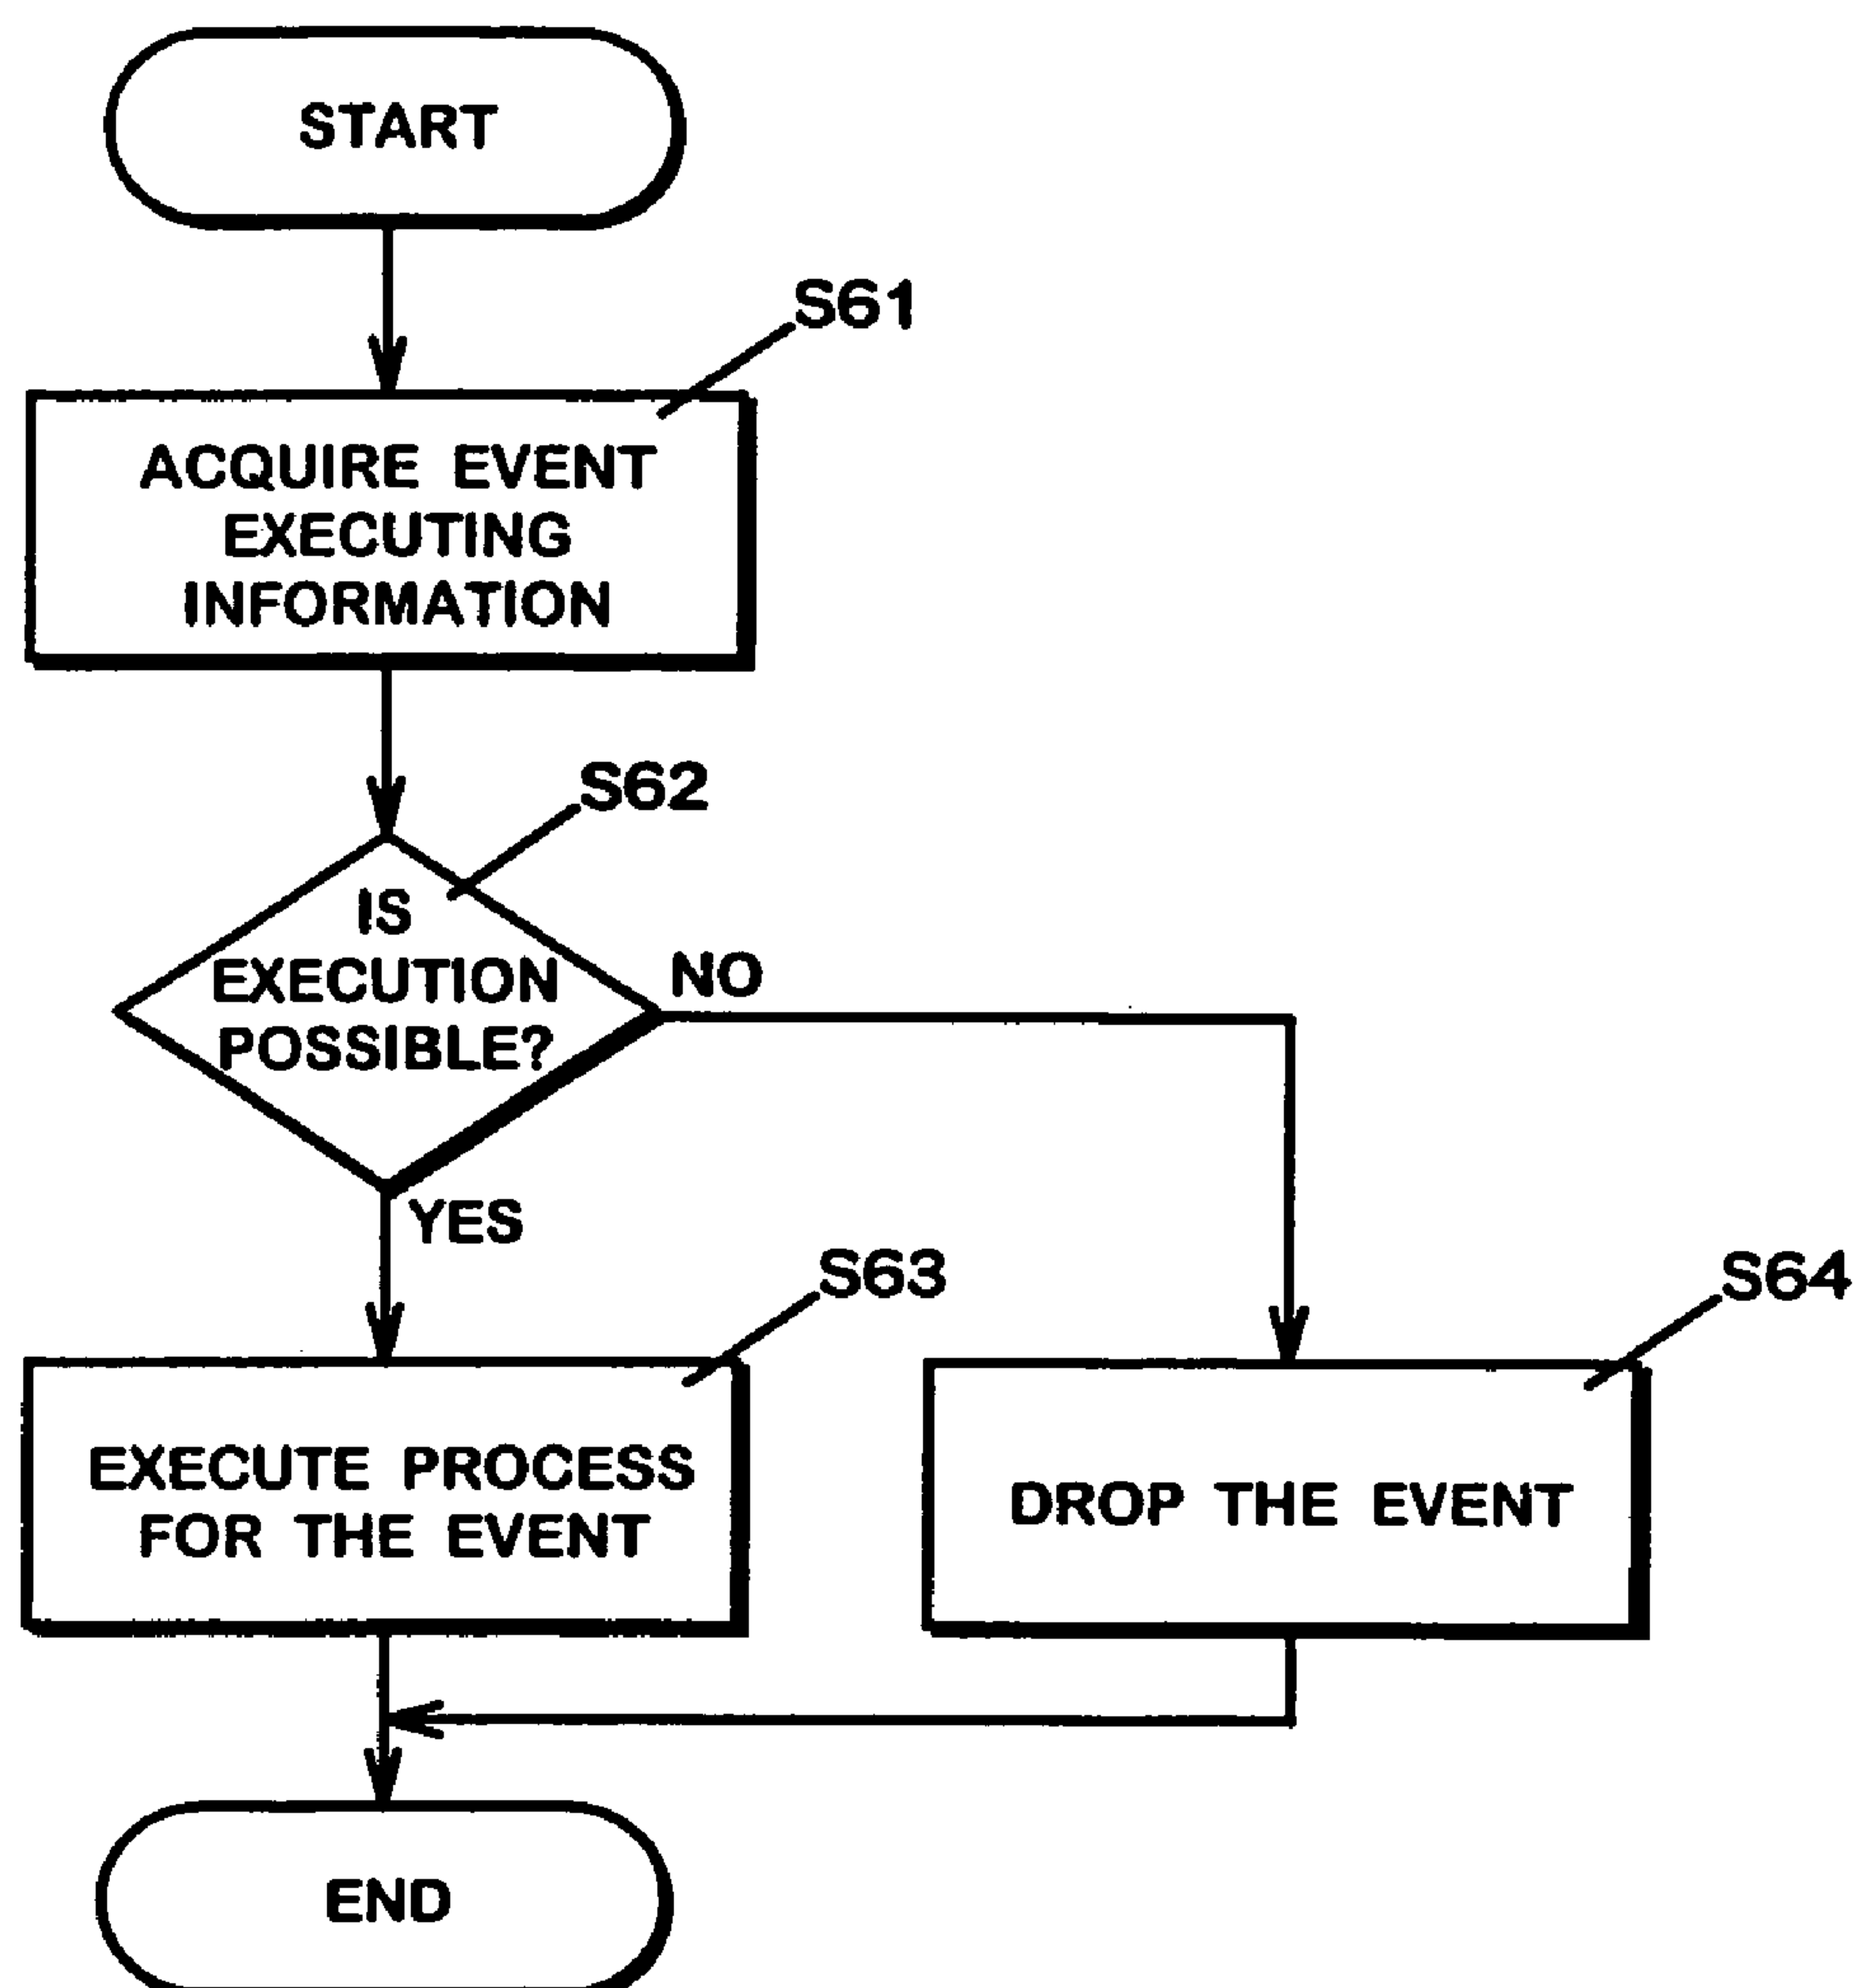 START
S61
ACQUIRE EVENT
EXECUTING
INFORMATION
S62
IS
EXECUTION
POSSIBLE?
NO
YES
S63
S64
EXECUTE PROCESS
FOR THE EVENT
DROP THE EVENT
END